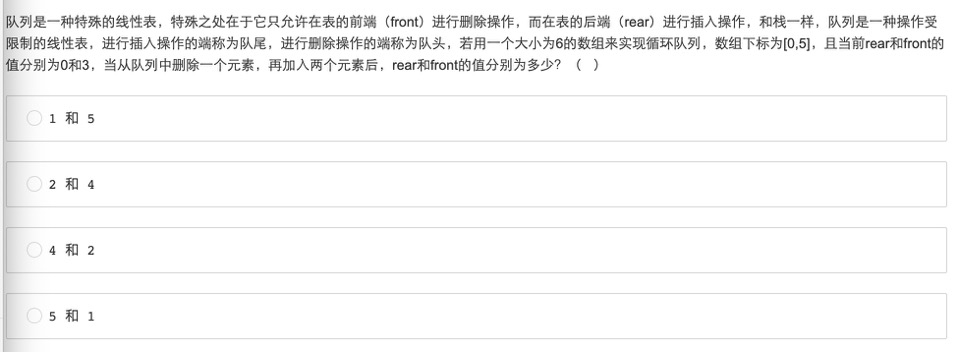 队列是一种特殊的线性表，特殊之处在于它只允许在表的前端（front）进行删除操作，而在表的后端（rear）进行插入操作，和栈一样，队列是一种操作受
限制的线性表，进行插入操作的端称为队尾，进行删除操作的端称为队头，若用一个大小为6的数组来实现循环队列，数组下标为[0,5]，且当前rear和front的
值分别为0和3，当从队列中删除一个元素，再加入两个元素后，rear和front的值分别为多少？（ ）
1 和 5
2 和 4
4 和 2
5 和 1